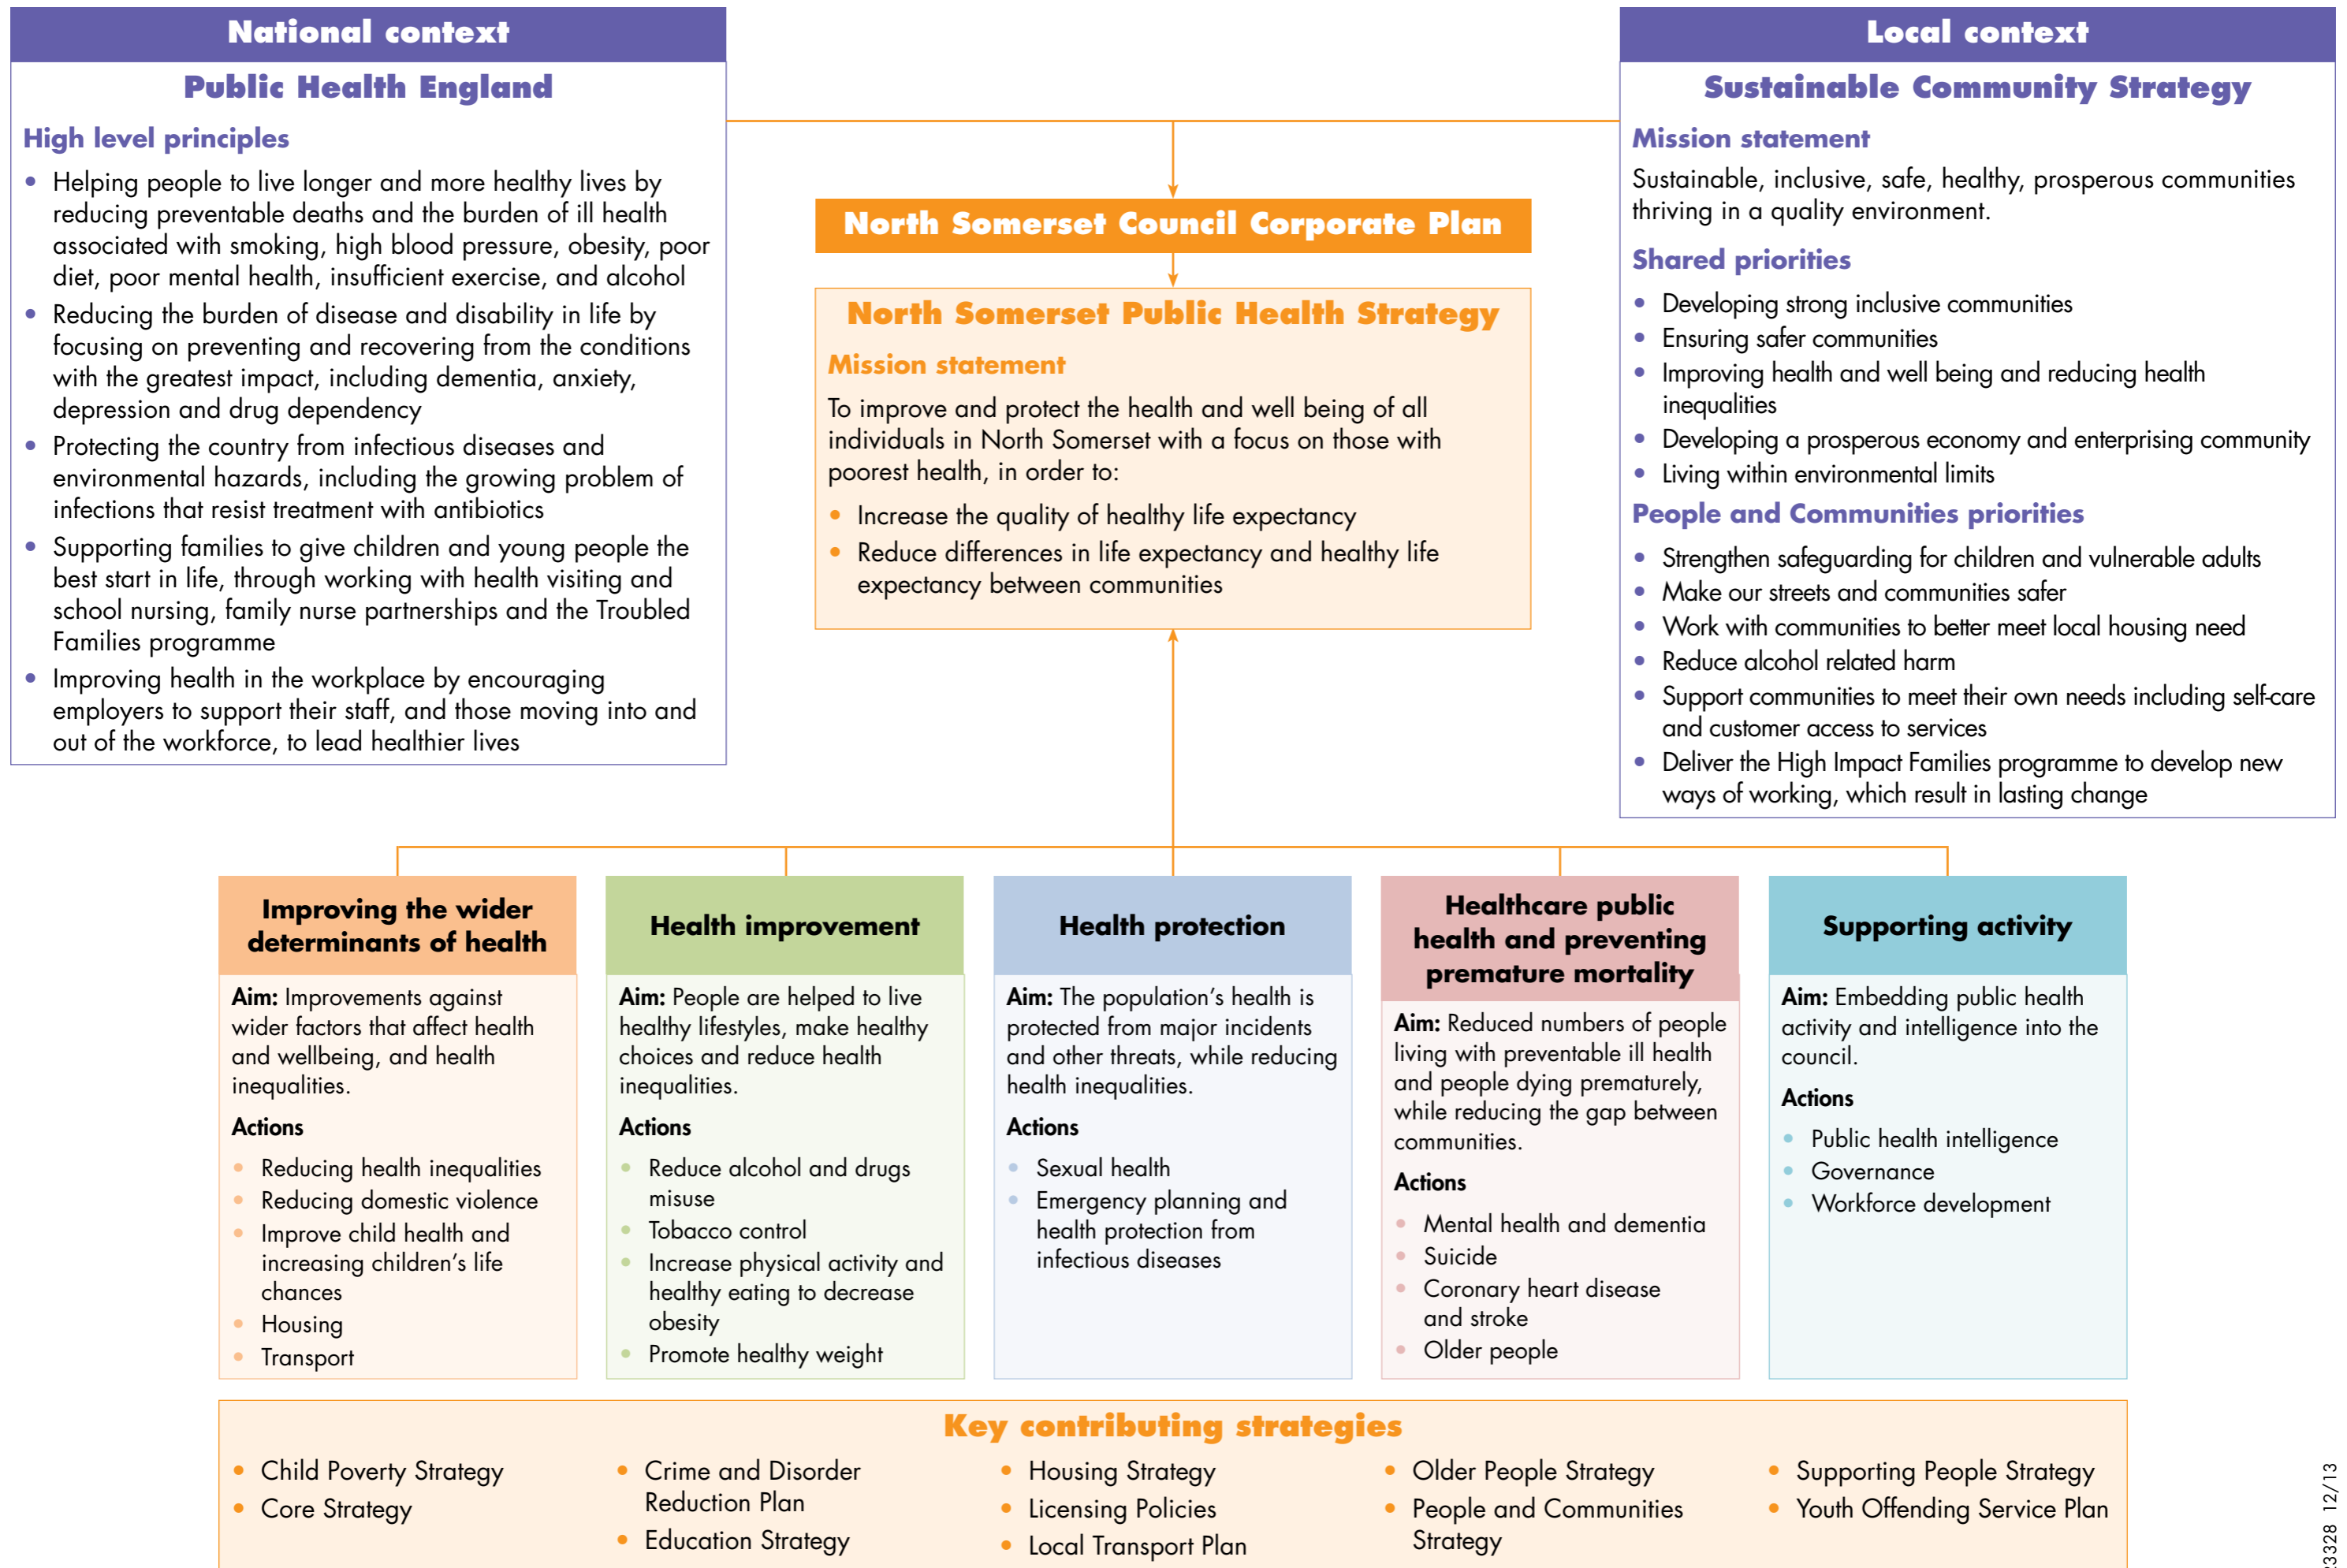 National context
Public Health England
High level principles
• Helping people to live longer and more healthy lives by
reducing preventable deaths and the burden of ill health
associated with smoking, high blood pressure, obesity, poor
diet, poor mental health, insufficient exercise, and alcohol
• Reducing the burden of disease and disability in life by
focusing on preventing and recovering from the conditions
with the greatest impact, including dementia, anxiety,
depression and drug dependency
• Protecting the country from infectious diseases and
environmental hazards, including the growing problem of
infections that resist treatment with antibiotics
• Supporting families to give children and young people the
best start in life, through working with health visiting and
school nursing, family nurse partnerships and the Troubled
Families programme
• Improving health in the workplace by encouraging
employers to support their staff, and those moving into and
out of the workforce, to lead healthier lives
North Somerset Council Corporate Plan
North Somerset Public Health Strategy
Mission statement
To improve and protect the health and well being of all
individuals in North Somerset with a focus on those with
poorest health, in order to:
• Increase the quality of healthy life expectancy
• Reduce differences in life expectancy and healthy life
expectancy between communities
Local context
Sustainable Community Strategy
Mission statement
Sustainable, inclusive, safe, healthy, prosperous communities
thriving in a quality environment.
Shared priorities
• Developing strong inclusive communities
• Ensuring safer communities
• Improving health and well being and reducing health
inequalities
• Developing a prosperous economy and enterprising community
• Living within environmental limits
People and Communities priorities
• Strengthen safeguarding for children and vulnerable adults
• Make our streets and communities safer
• Work with communities to better meet local housing need
• Reduce alcohol related harm
• Support communities to meet their own needs including self-care
and customer access to services
• Deliver the High Impact Families programme to develop new
ways of working, which result in lasting change
Improving the wider
determinants of health
Aim: Improvements against
wider factors that affect health
and wellbeing, and health
inequalities.
Actions
• Reducing health inequalities
• Reducing domestic violence
• Improve child health and
increasing children's life
chances
• Housing
• Transport
Health improvement
Aim: People are helped to live
healthy lifestyles, make healthy
choices and reduce health
inequalities.
Actions
• Reduce alcohol and drugs
misuse
• Tobacco control
• Increase physical activity and
healthy eating to decrease
obesity
• Promote healthy weight
Health protection
Aim: The population's health is
protected from major incidents
and other threats, while reducing
health inequalities.
Actions
• Sexual health
• Emergency planning and
health protection from
infectious diseases
Healthcare public
health and preventing
premature mortality
Aim: Reduced numbers of people
living with preventable ill health
and people dying prematurely,
while reducing the gap between
communities.
Actions
• Mental health and dementia
• Suicide
• Coronary heart disease
and stroke
• Older people
Supporting activity
Aim: Embedding public health
activity and intelligence into the
council.
Actions
• Public health intelligence
• Governance
• Workforce development
Key contributing strategies
• Child Poverty Strategy
• Core Strategy
• Crime and Disorder
Reduction Plan
• Education Strategy
• Housing Strategy
• Licensing Policies
• Local Transport Plan
• Older People Strategy
• People and Communities
Strategy
• Supporting People Strategy
• Youth Offending Service Plan
23328 12/13